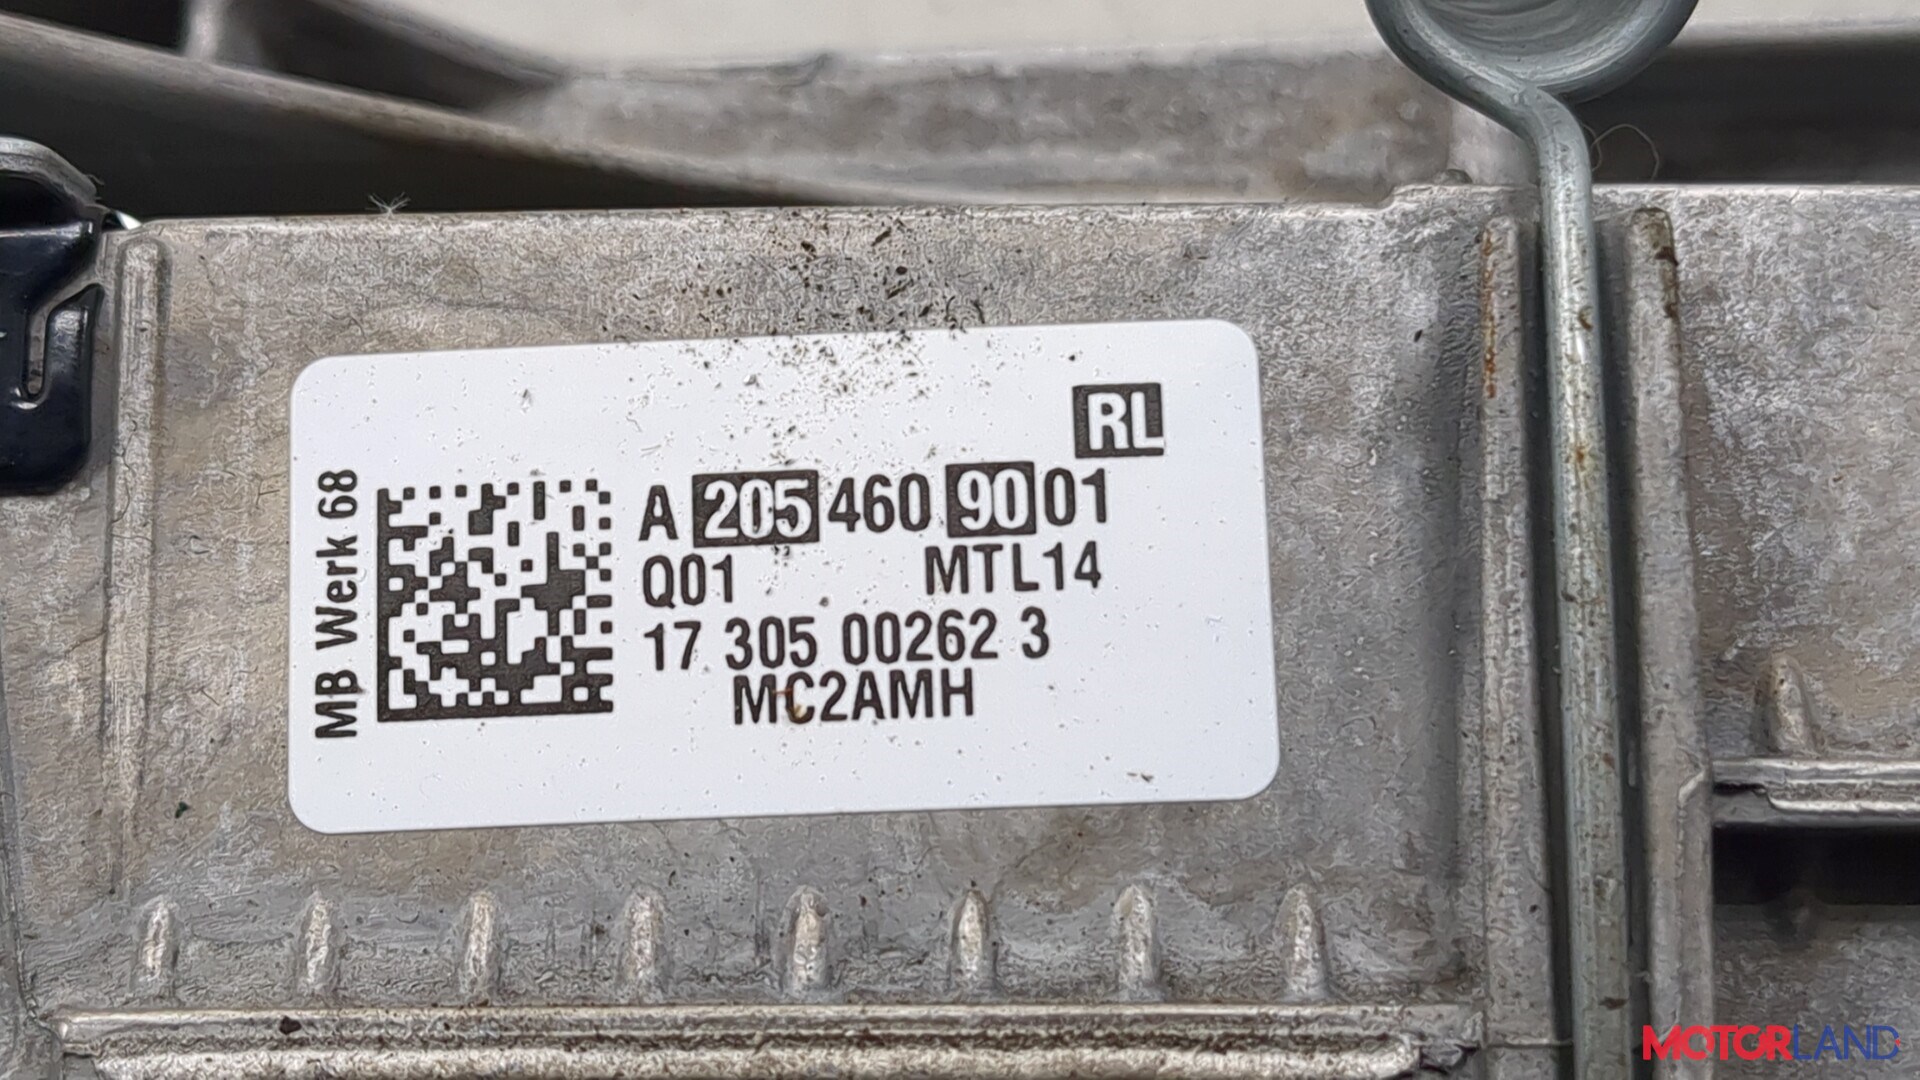 RL
A 205 460 90 01
Q01 MTL14
17 305 00262 3
MC2AMH
MB Werk 68
MOTORLAND